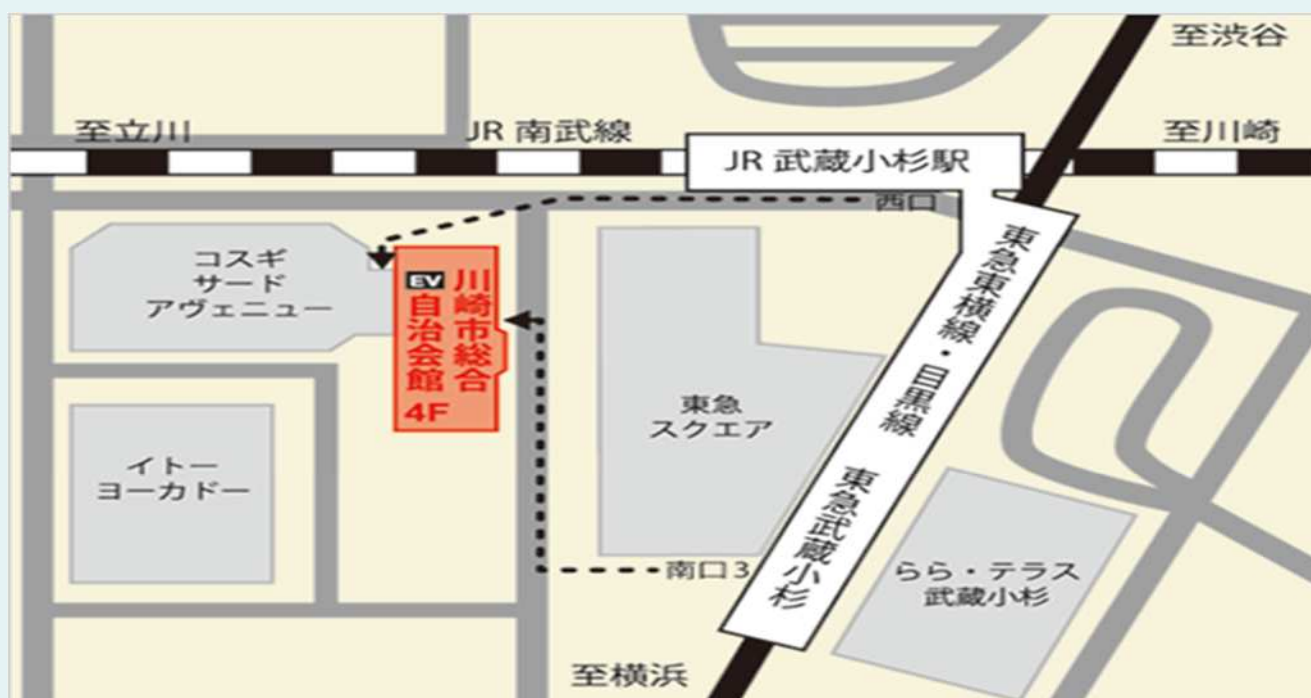 至渋谷
至立川
JR 南武線
至川崎
JR 武蔵小杉駅
西口
コスギ
サード
アヴェニュー
EV
川崎市総合
自治会館
4F
東急東横線・目黒線　東急武蔵小杉
東急
スクエア
イトー
ヨーカドー
南口3
らら・テラス
武蔵小杉
至横浜